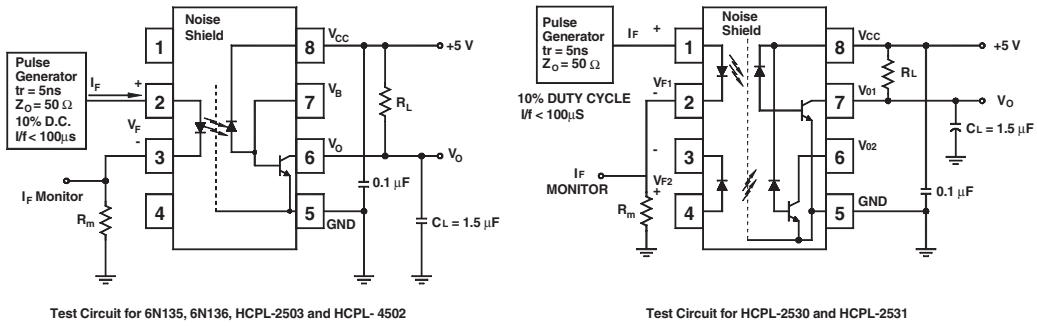 Noise
Shield
Pulse
Generator
tr = 5ns
ZO = 50 Ω
10% D.C.
I/f < 100μs
IF
+
VF
-
IF Monitor
Rm
1
2
3
4
8
7
6
5
VCC
VB
VO
GND
+5 V
RL
VO
0.1 μF
CL = 1.5 μF
Test Circuit for 6N135, 6N136, HCPL-2503 and HCPL- 4502
Noise
Shield
Pulse
Generator
tr = 5ns
ZO = 50 Ω
IF
+
VF1
-
10% DUTY CYCLE
I/f < 100μS
-
VF2
+
IF
MONITOR
Rm
1
2
3
4
8
7
6
5
VCC
V01
V02
GND
+5 V
RL
VO
CL = 1.5 μF
0.1 μF
Test Circuit for HCPL-2530 and HCPL-2531